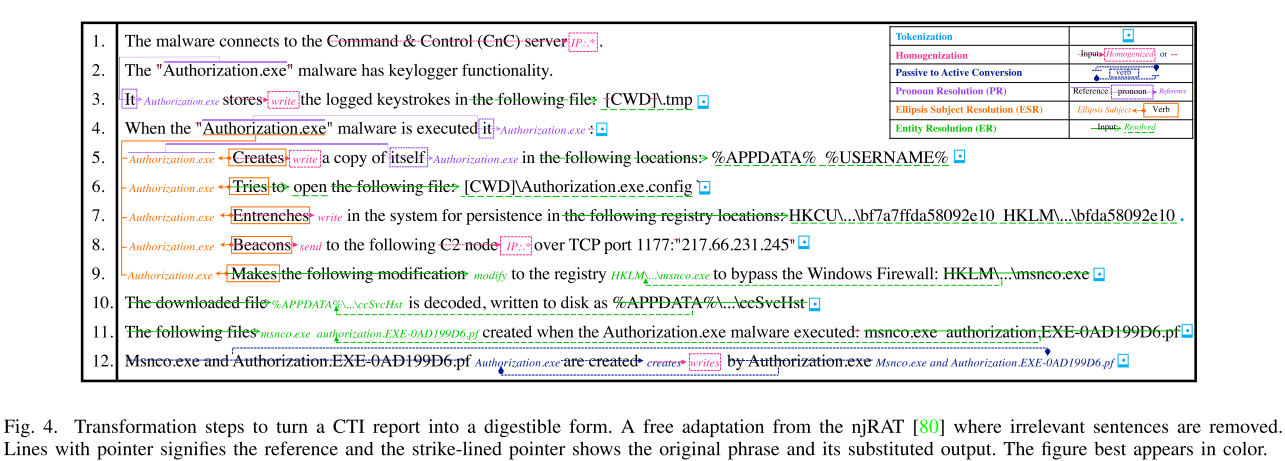 1. The malware connects to the Command & Control (CnC) server IP:.* .
2. The "Authorization.exe" malware has keylogger functionality.
3. It Authorization.exe stores write the logged keystrokes in the following file: [CWD]\.tmp .
4. When the "Authorization.exe" malware is executed it Authorization.exe : .
5. Authorization.exe Creates write a copy of itself Authorization.exe in the following locations: %APPDATA% %USERNAME% .
6. Authorization.exe Tries to open the following file: [CWD]\Authorization.exe.config .
7. Authorization.exe Entrenches write in the system for persistence in the following registry locations: HKCU\...\bf7a7ffda58092e10 HKLM\...\bfda58092e10 .
8. Authorization.exe Beacons send to the following C2 node IP:.* over TCP port 1177:"217.66.231.245" .
9. Authorization.exe Makes the following modification modify to the registry HKLM\...\msnco.exe to bypass the Windows Firewall: HKLM\...\msnco.exe .
10. The downloaded file %APPDATA%\...\ccSvcHst is decoded, written to disk as %APPDATA%\...\ccSvcHst .
11. The following files msnco.exe authorization.EXE-0AD199D6.pf created when the Authorization.exe malware executed: msnco.exe authorization.EXE-0AD199D6.pf .
12. Msnco.exe and Authorization.EXE-0AD199D6.pf Authorization.exe are created creates writes by Authorization.exe Msnco.exe and Authorization.EXE-0AD199D6.pf .
Tokenization .
Homogenization Input Homogenized or --
Passive to Active Conversion verb
Pronoun Resolution (PR) Reference pronoun Reference
Ellipsis Subject Resolution (ESR) Ellipsis Subject Verb
Entity Resolution (ER) Input Resolved
Fig. 4. Transformation steps to turn a CTI report into a digestible form. A free adaptation from the njRAT [80] where irrelevant sentences are removed.
Lines with pointer signifies the reference and the strike-lined pointer shows the original phrase and its substituted output. The figure best appears in color.